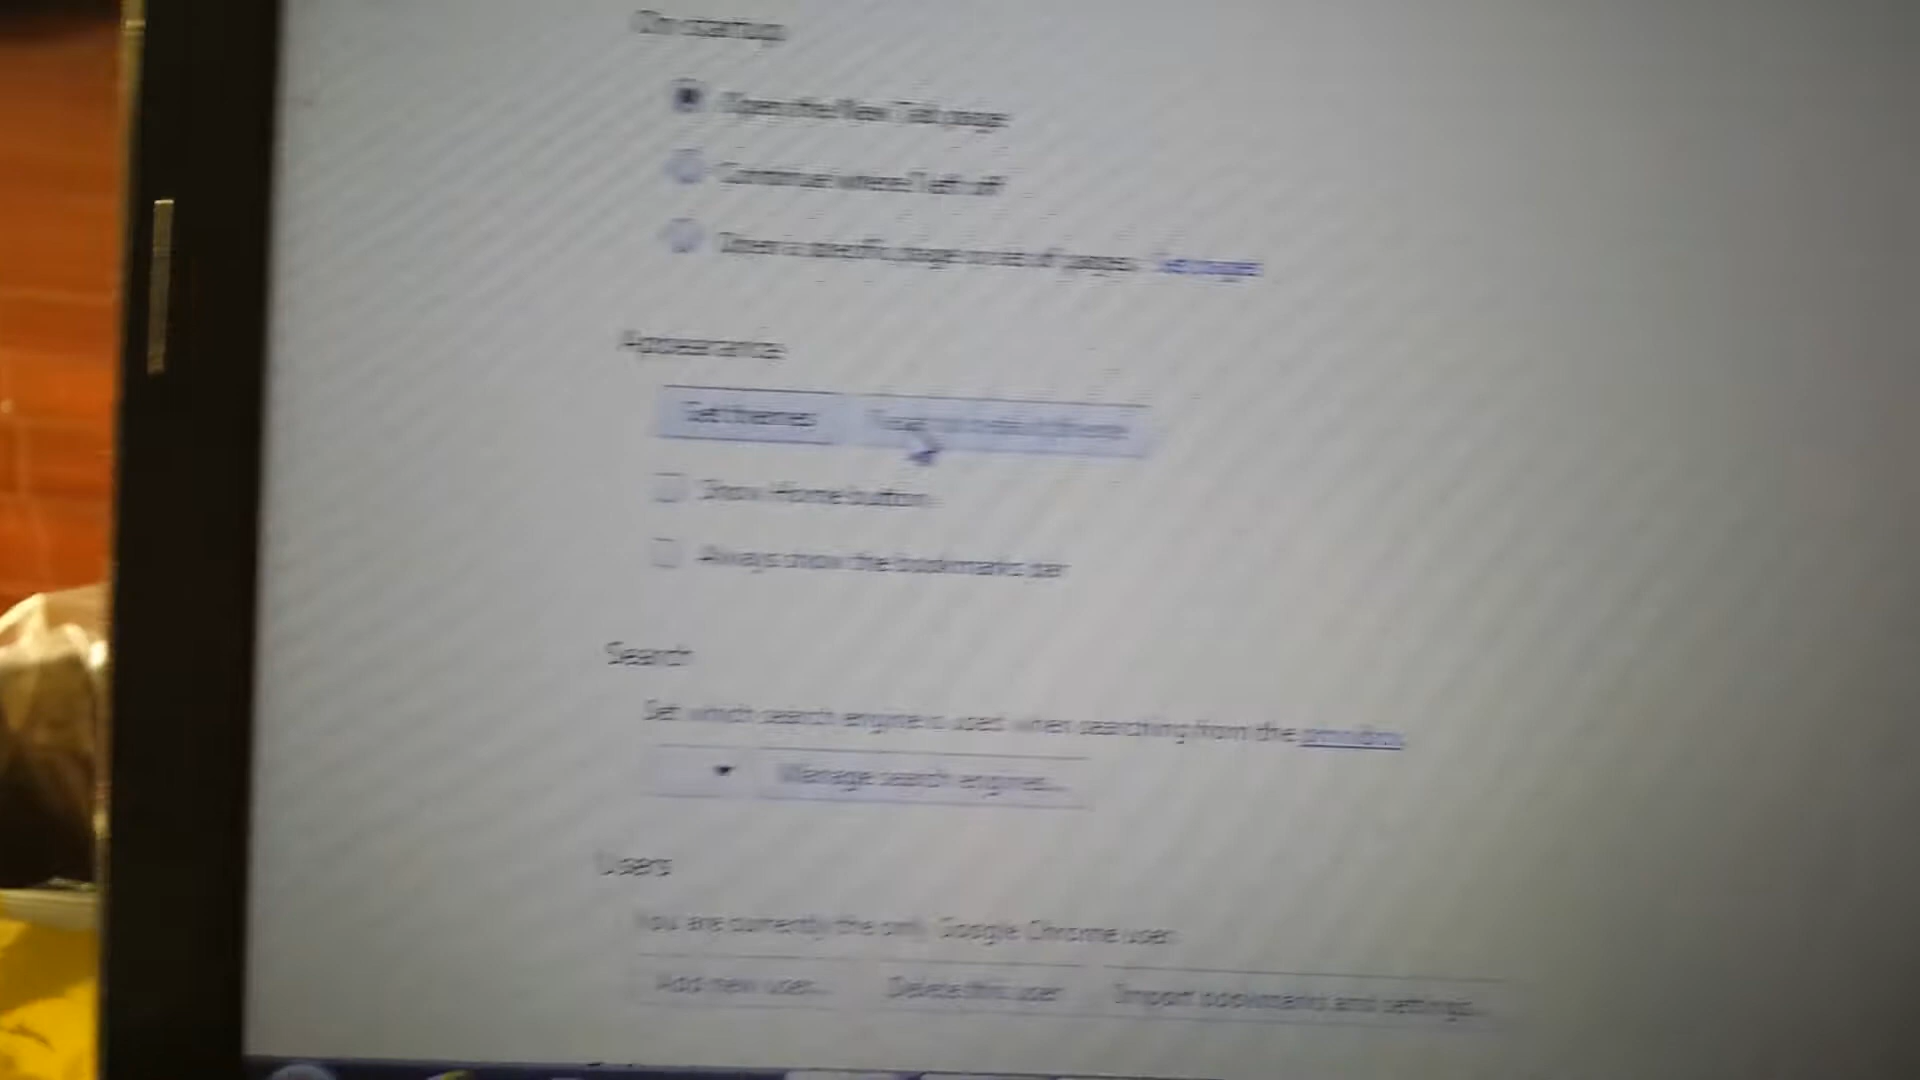 On startup
Open the New Tab page
Continue where I left off
Open a specific page or set of pages. Set pages
Appearance
Get themes
Show Home button
Always show the bookmarks bar
Search
Set which search engine is used when searching from the omnibox
Manage search engines...
Users
You are currently the only Google Chrome user
Add new user... Delete this user Import bookmarks and settings...